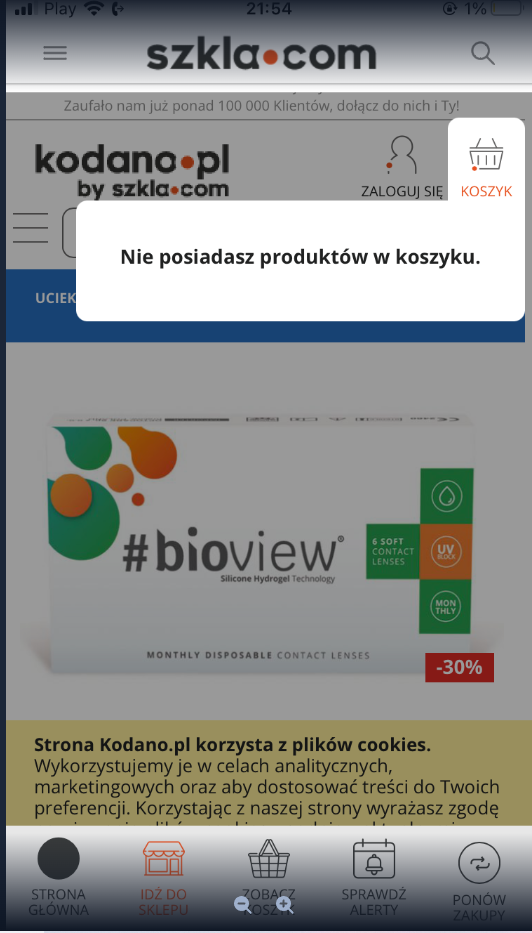 Play 21:54 1%
szkla.com
Zaufało nam już ponad 100 000 Klientów, dołącz do nich i Ty!
kodano.pl
by szkla.com
ZALOGUJ SIĘ
KOSZYK
Nie posiadasz produktów w koszyku.
UCIEK
#bioview®
Silicone Hydrogel Technology
6 SOFT
CONTACT
LENSES
UV
BLOCK
MON
THLY
MONTHLY DISPOSABLE CONTACT LENSES
-30%
Strona Kodano.pl korzysta z plików cookies.
Wykorzystujemy je w celach analitycznych,
marketingowych oraz aby dostosować treści do Twoich
preferencji. Korzystając z naszej strony wyrażasz zgodę
STRONA
GŁÓWNA
IDŹ DO
SKLEPU
ZOBACZ
KOSZYK
SPRAWDŹ
ALERTY
PONÓW
ZAKUPY